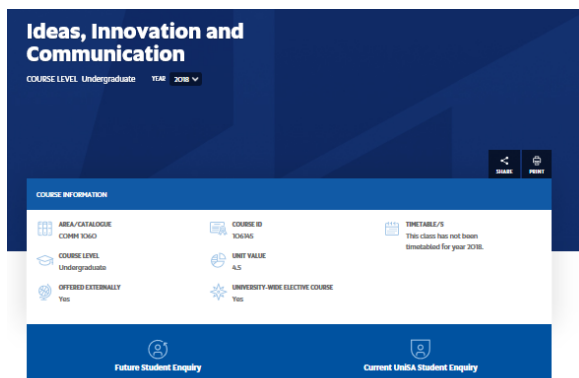 Ideas, Innovation and
Communication
COURSE LEVEL Undergraduate YEAR 2018
SHARE PRINT
COURSE INFORMATION
AREA/CATALOGUE
COMM 1060
COURSE ID
106145
TIMETABLE/S
This class has not been
timetabled for year 2018.
COURSE LEVEL
Undergraduate
UNIT VALUE
4.5
OFFERED EXTERNALLY
Yes
UNIVERSITY-WIDE ELECTIVE COURSE
Yes
Future Student Enquiry
Current UniSA Student Enquiry